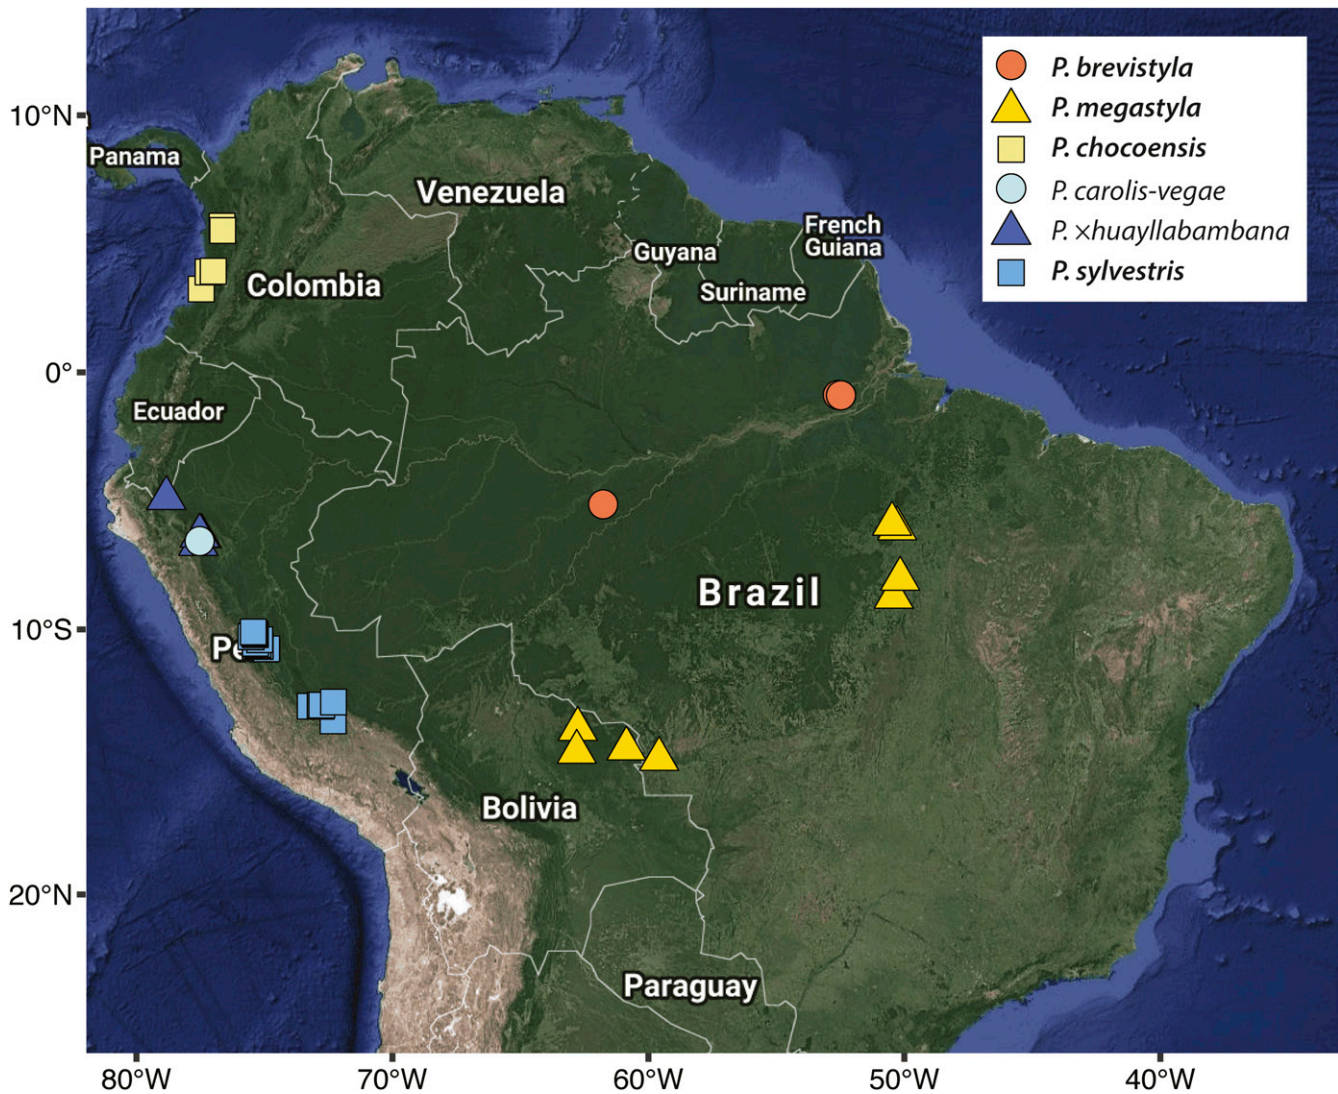 P. brevistyla
P. megastyla
P. chocoensis
P. carolis-vegae
P. ×huayllabambana
P. sylvestris
10°N
0°
10°S
20°N
Panama
Venezuela
Guyana
French
Guiana
Suriname
Colombia
Ecuador
Brazil
Pe
Bolivia
Paraguay
80°W
70°W
60°W
50°W
40°W